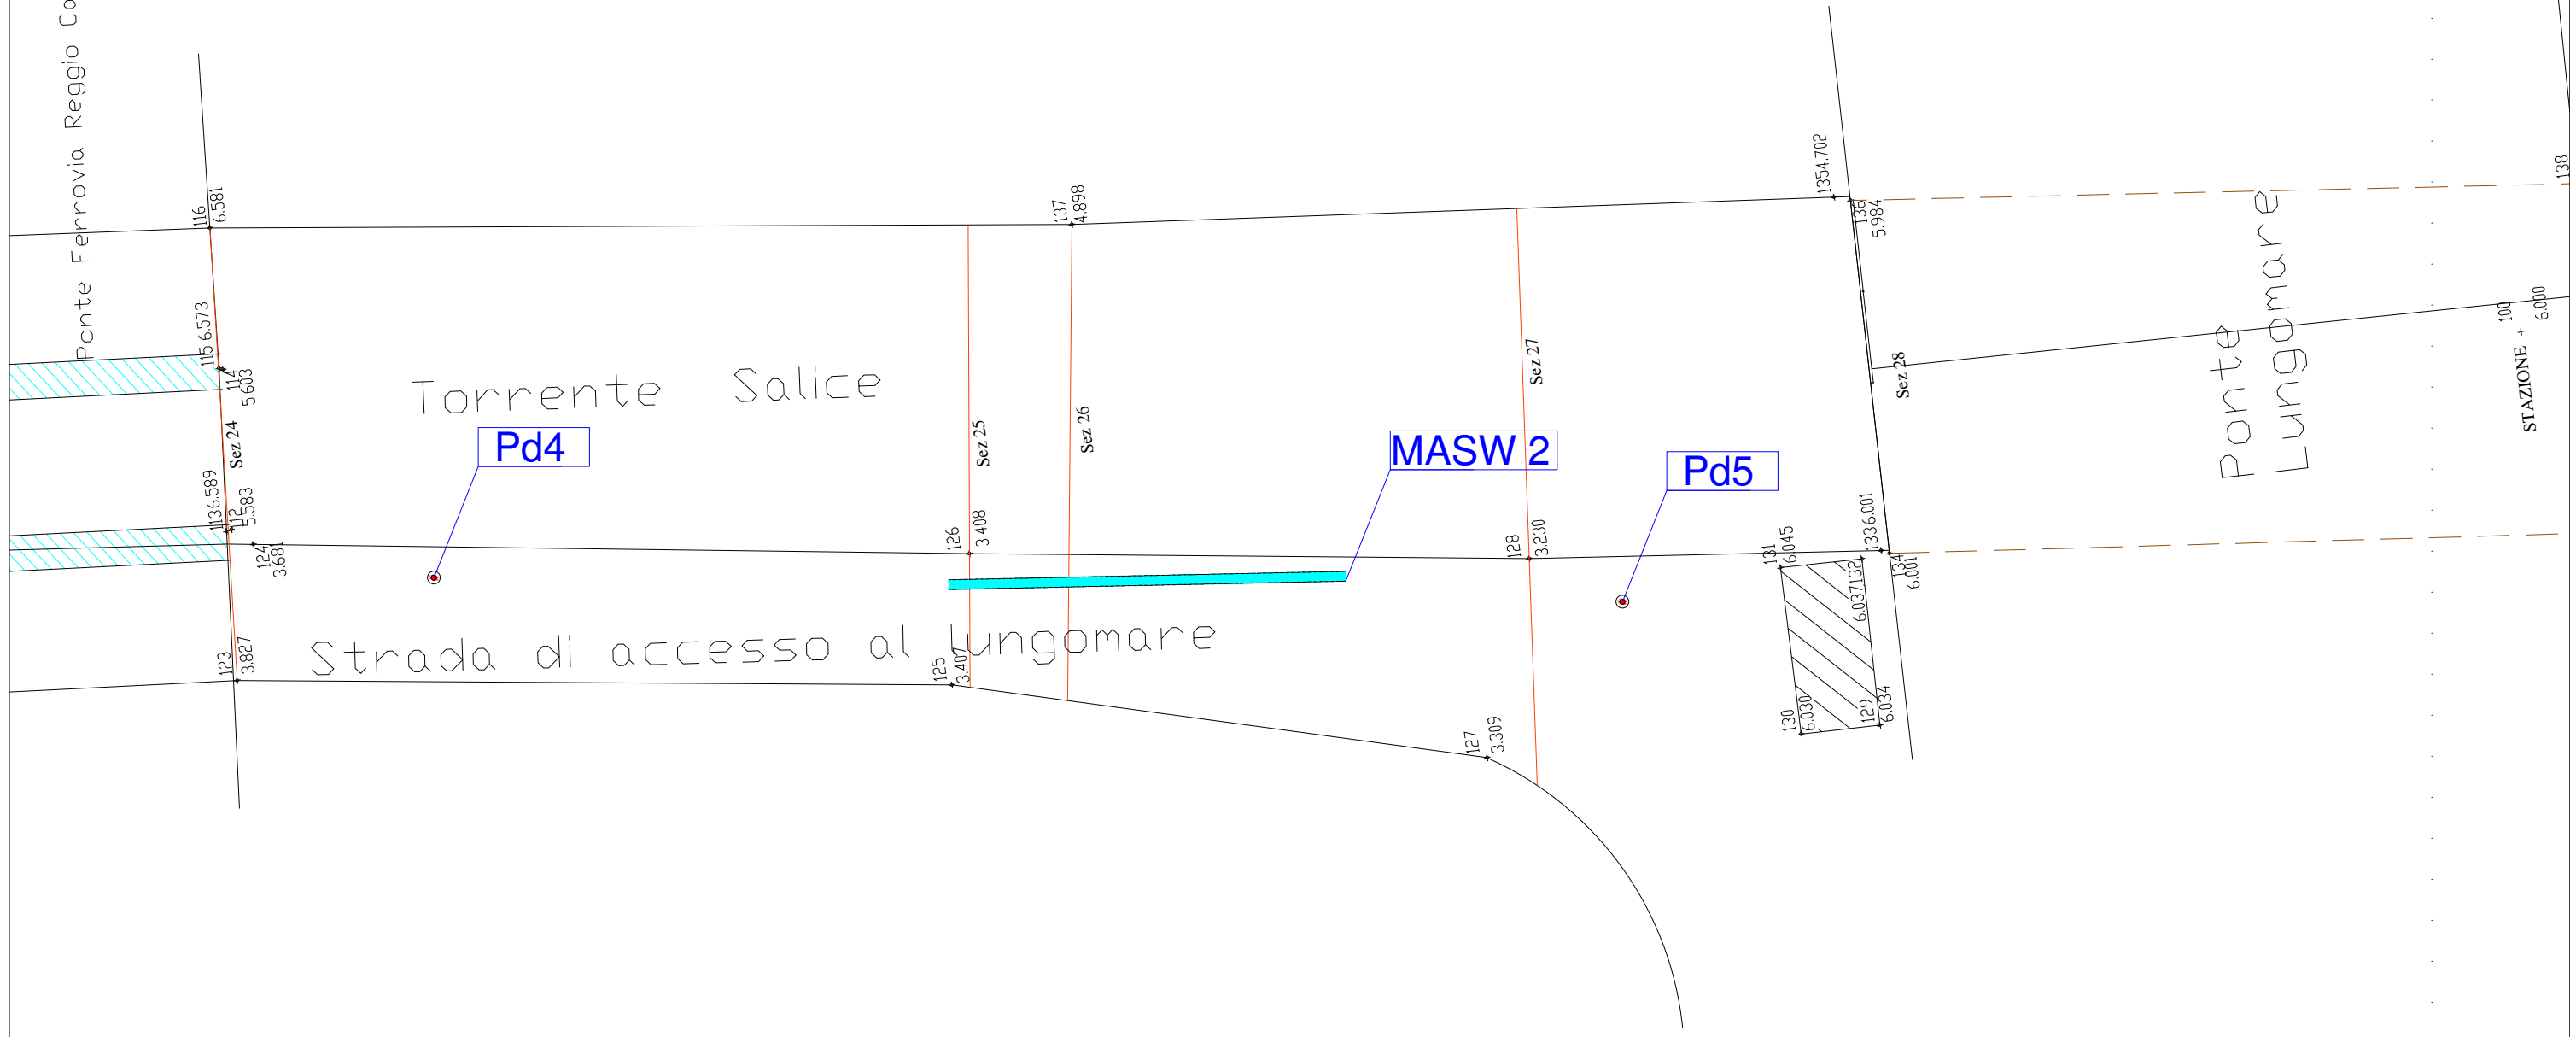 Ponte Ferrovia Reggio Ca
116
6.581
115 6.573
114
5.603
Sez 24
1136.589
112
5.583
124
3.681
123
3.827
Torrente Salice
Pd4
Strada di accesso al Lungomare
126
3.408
Sez 25
125
3.407
137
4.898
Sez 26
MASW 2
Sez 27
128
3.230
127
3.309
Pd5
1354.702
136
5.984
Sez 28
1336.001
134
6.001
131
6.045
6.037132
130
6.030
129
6.034
Ponte
Lungomare
STAZIONE + 100
6.000
138